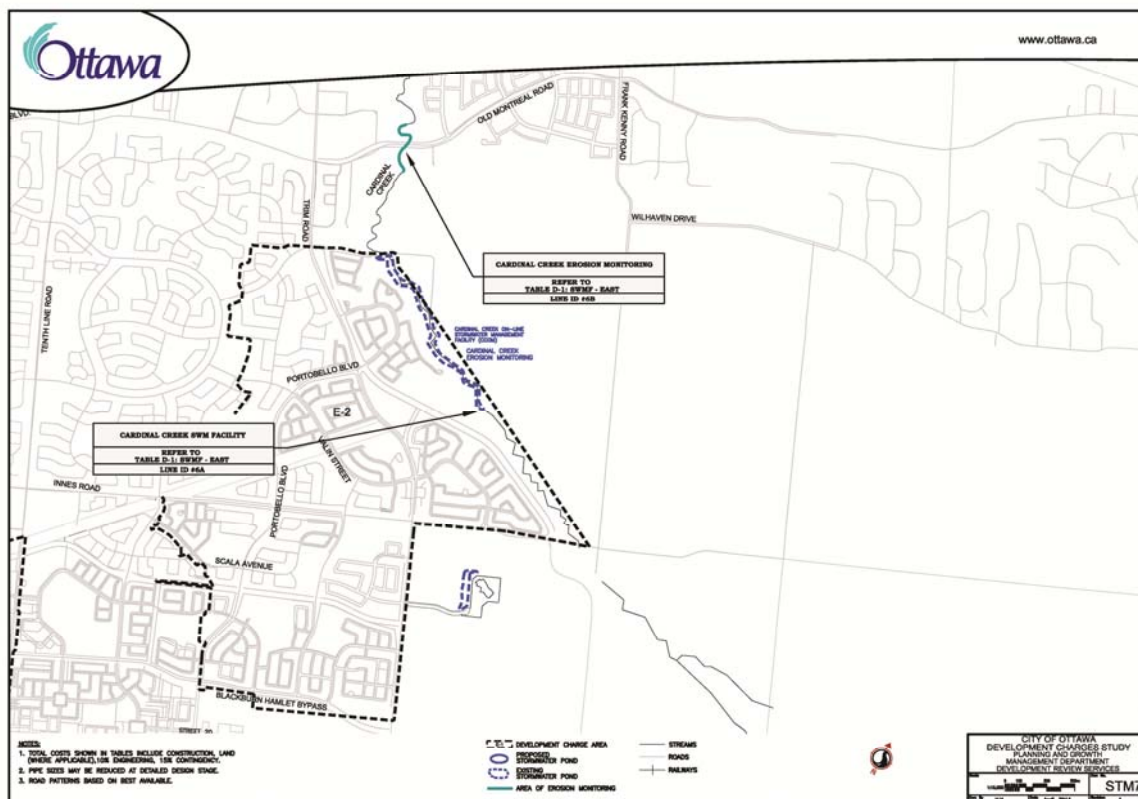 Ottawa
www.ottawa.ca
BLVD.
OLD MONTREAL ROAD
FRANK KENNY ROAD
CARDINAL
CREEK
TRIM ROAD
WILHAVEN DRIVE
TENTH LINE ROAD
CARDINAL CREEK EROSION MONITORING
REFER TO
TABLE D-1: SWMF - EAST
LINE ID #6B
CARDINAL CREEK ON-LINE
STORMWATER MANAGEMENT
CARDINAL CREEK
EROSION MONITORING
PORTOBELLO BLVD
E-2
CARDINAL CREEK SWM FACILITY
REFER TO
TABLE D-1: SWMF - EAST
LINE ID #6A
VALIN STREET
INNES ROAD
PORTOBELLO BLVD
SCALA AVENUE
BLACKBURN HAMLET BYPASS
NOTES:
1. TOTAL COSTS SHOWN IN TABLES INCLUDE CONSTRUCTION, LAND
(WHERE APPLICABLE),10% ENGINEERING, 15% CONTINGENCY.
2. PIPE SIZES MAY BE REDUCED AT DETAILED DESIGN STAGE.
3. ROAD PATTERNS BASED ON BEST AVAILABLE.
DEVELOPMENT CHARGE AREA
PROPOSED
STORMWATER POND
EXISTING
STORMWATER POND
AREA OF EROSION MONITORING
STREAMS
ROADS
RAILWAYS
CITY OF OTTAWA
DEVELOPMENT CHARGES STUDY
PLANNING AND GROWTH
MANAGEMENT DEPARTMENT
DEVELOPMENT REVIEW SERVICES